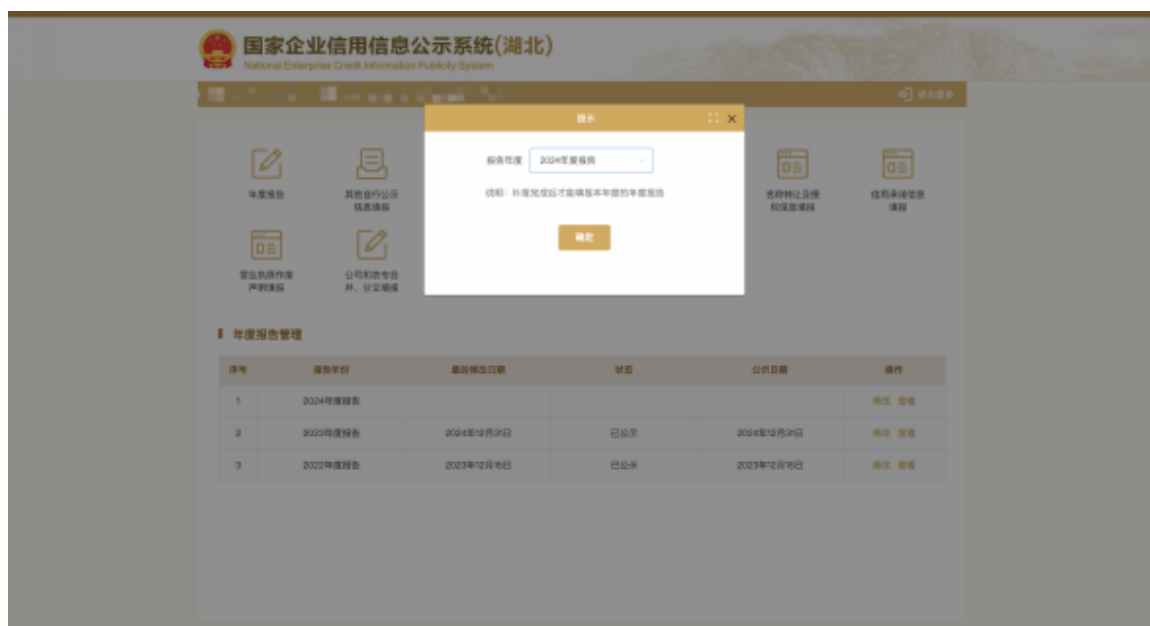 国家企业信用信息公示系统(湖北)
National Enterprise Credit Information Publicity System
退出登录
提示
报告年度 2024年度报告
说明：补报完成后才能填报本年度的年度报告
确定
年度报告
其他自行公示
信息填报
名称转让及授
权信息填报
信用承诺信息
填报
营业执照作废
声明填报
公司和农专合
并、分立填报
年度报告管理
序号 报告年份 最后修改日期 状态 公示日期 操作
1 2024年度报告 修改 查看
2 2023年度报告 2024年12月31日 已公示 2024年12月31日 修改 查看
3 2022年度报告 2023年12月15日 已公示 2023年12月15日 修改 查看